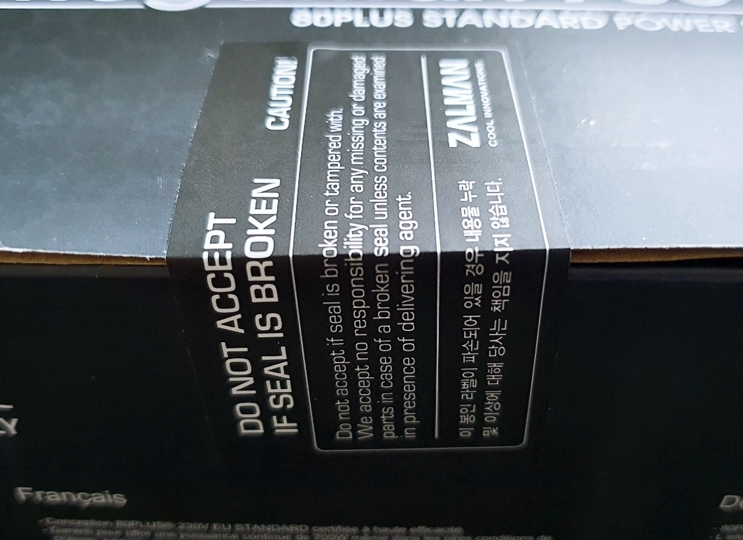 80PLUS STANDARD POWER
DO NOT ACCEPT
IF SEAL IS BROKEN
CAUTION!
Do not accept if seal is broken or tampered with.
We accept no responsibility for any missing or damaged
parts in case of a broken seal unless contents are examined
in presence of delivering agent.
이 봉인 라벨이 파손되어 있을 경우 내용물 누락
및 이상에 대해 당사는 책임을 지지 않습니다.
ZALMAN
COOL INNOVATIONS
Français